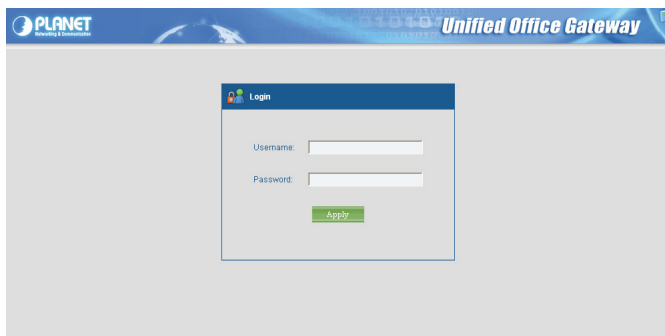 PLANET
Networking & Communication
Unified Office Gateway
Login
Username:
Password:
Apply